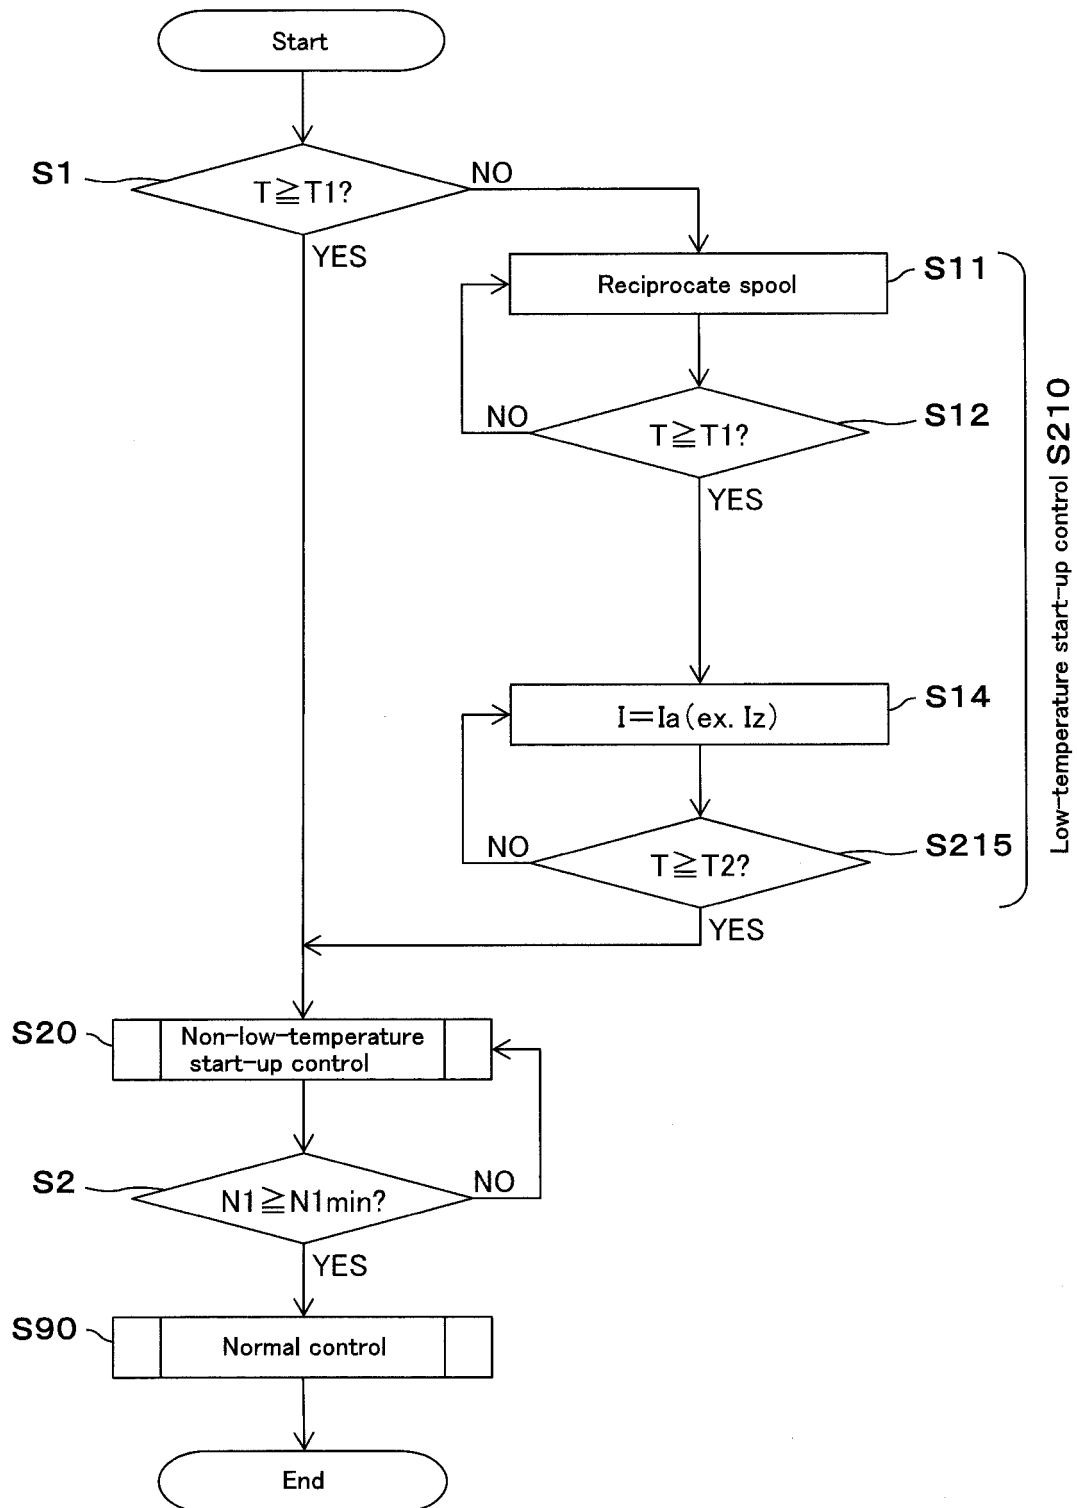 Start
S1
T≧T1?
NO
YES
Reciprocate spool
S11
NO
T≧T1?
S12
YES
I=Ia(ex. Iz)
S14
NO
T≧T2?
S215
YES
Low-temperature start-up control S210
S20
Non-low-temperature
start-up control
S2
N1≧N1min?
NO
YES
S90
Normal control
End